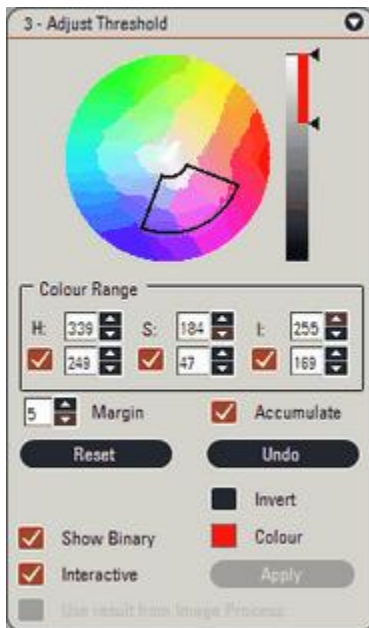 3 - Adjust Threshold
Colour Range
H: 339 S: 184 I: 255
249 47 169
5 Margin Accumulate
Reset Undo
Invert
Show Binary Colour
Interactive Apply
Use result from Image Process